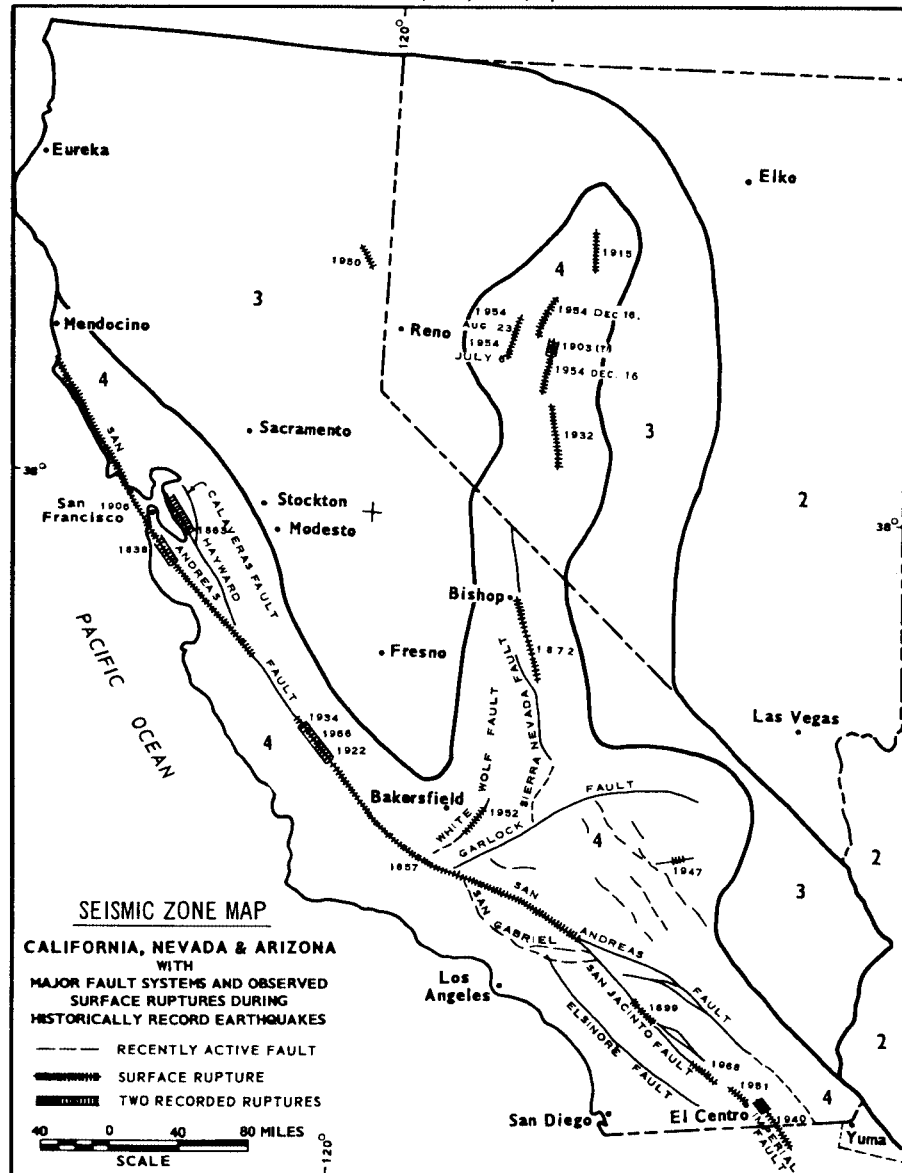 120°
Eureka
Elko
1915
1980
4
3
1954
AUG 23
1954
JULY 6
1954 DEC 16.
1903 (?)
1954 DEC. 16
Reno
Mendocino
4
1932
3
Sacramento
38°
SAN
2
Stockton
Modesto
San
Francisco
1906
1838
CALAVERAS FAULT
HAYWARD
ANDREAS
38°
Bishop
PACIFIC OCEAN
Fresno
1872
FAULT
Las Vegas
1934
1966
1922
4
WHITE WOLF FAULT
SIERRA NEVADA FAULT
Bakersfield
1952
GARLOCK FAULT
4
1857
1947
2
3
SAN ANDREAS FAULT
SAN GABRIEL
SEISMIC ZONE MAP
CALIFORNIA, NEVADA & ARIZONA
WITH
MAJOR FAULT SYSTEMS AND OBSERVED
SURFACE RUPTURES DURING
HISTORICALLY RECORD EARTHQUAKES
RECENTLY ACTIVE FAULT
SURFACE RUPTURE
TWO RECORDED RUPTURES
40 0 40 80 MILES
SCALE
120°
Los
Angeles
SAN JACINTO FAULT
1899
ELSINORE FAULT
2
1968
1951
4
San Diego
El Centro
1940
IMPERIAL
FAULT
Yuma